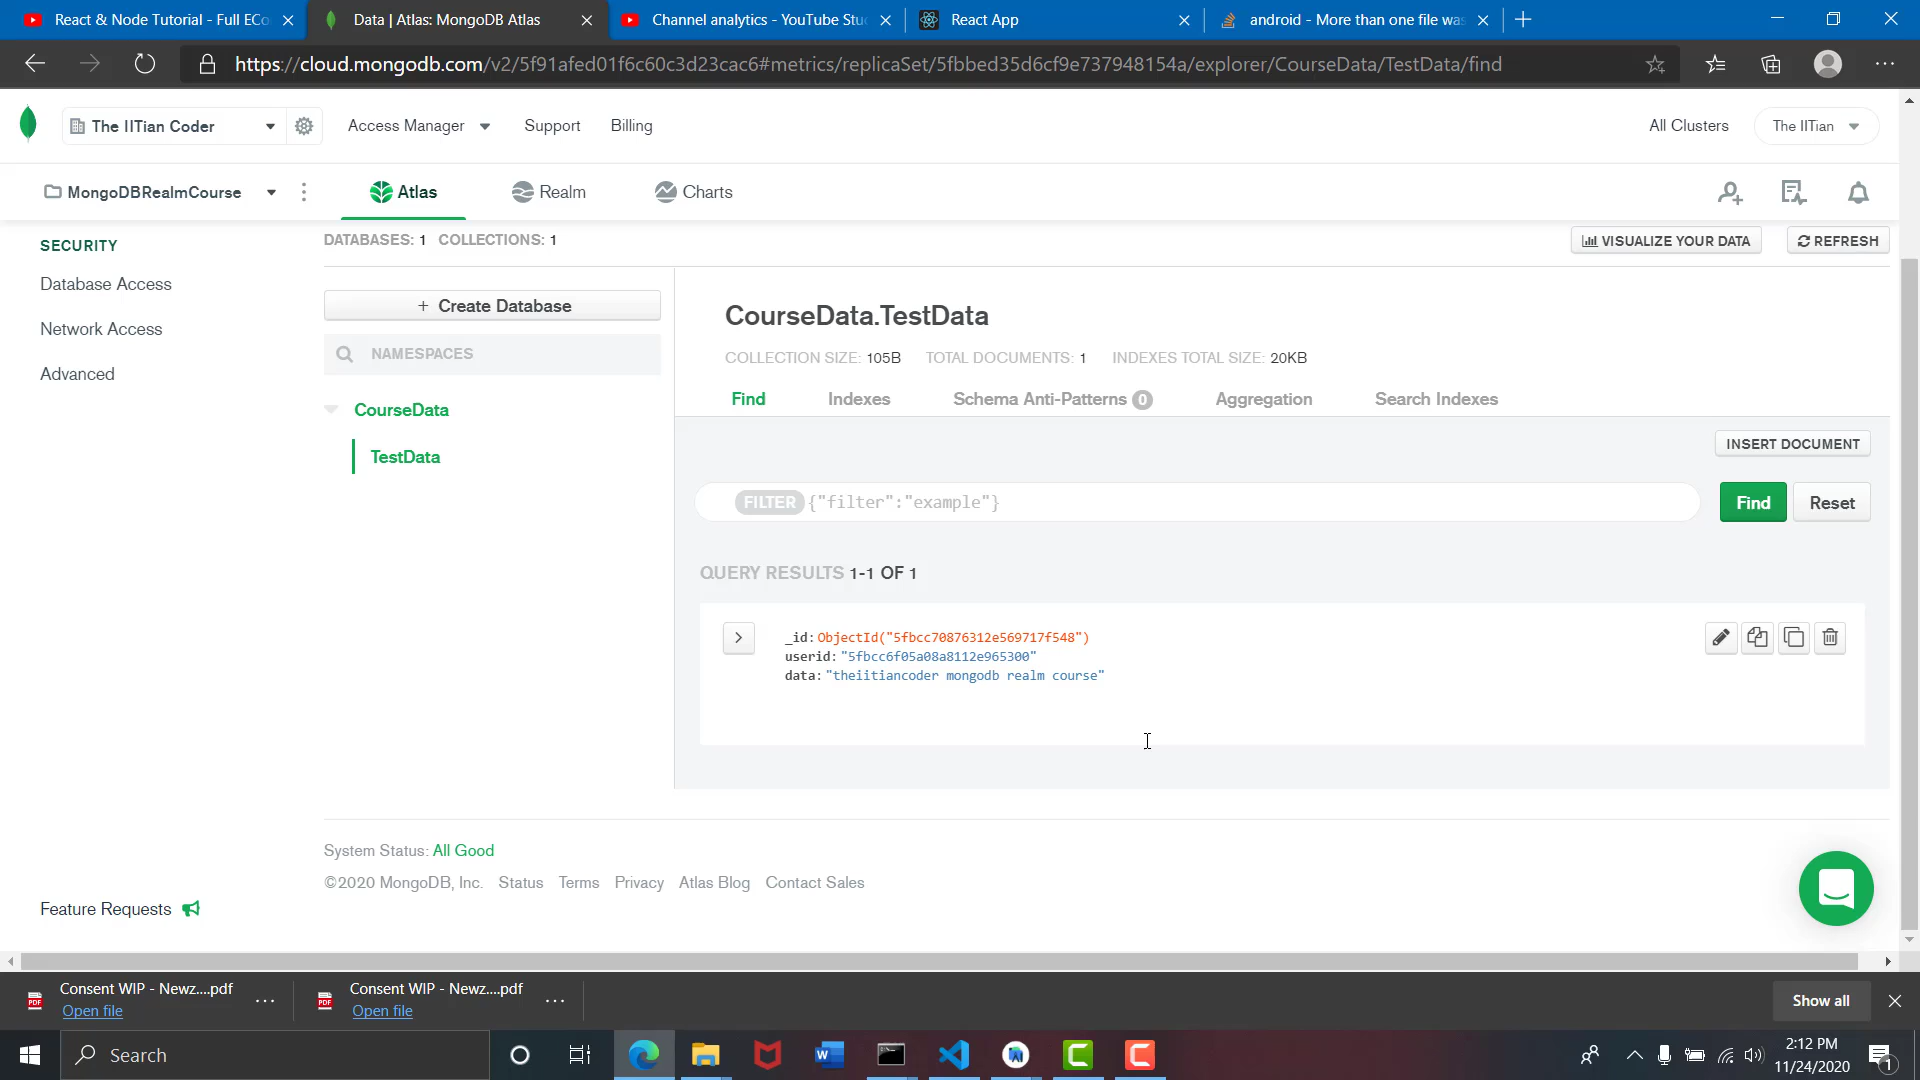 React & Node Tutorial - Full ECo
Data | Atlas: MongoDB Atlas
Channel analytics - YouTube Stu
React App
android - More than one file was
https://cloud.mongodb.com/v2/5f91afed01f6c60c3d23cac6#metrics/replicaSet/5fbbed35d6cf9e737948154a/explorer/CourseData/TestData/find
The IITian Coder
Access Manager
Support
Billing
All Clusters
The IITian
MongoDBRealmCourse
Atlas
Realm
Charts
SECURITY
Database Access
Network Access
Advanced
Feature Requests
DATABASES: 1 COLLECTIONS: 1
VISUALIZE YOUR DATA
REFRESH
+ Create Database
NAMESPACES
CourseData
TestData
CourseData.TestData
COLLECTION SIZE: 105B TOTAL DOCUMENTS: 1 INDEXES TOTAL SIZE: 20KB
Find
Indexes
Schema Anti-Patterns 0
Aggregation
Search Indexes
INSERT DOCUMENT
FILTER {"filter":"example"}
Find
Reset
QUERY RESULTS 1-1 OF 1
_id: ObjectId("5fbcc70876312e569717f548")
userid: "5fbcc6f05a08a8112e965300"
data: "theiitiancoder mongodb realm course"
System Status: All Good
©2020 MongoDB, Inc. Status Terms Privacy Atlas Blog Contact Sales
Consent WIP - Newz....pdf
Open file
Consent WIP - Newz....pdf
Open file
Show all
Search
2:12 PM
11/24/2020
1